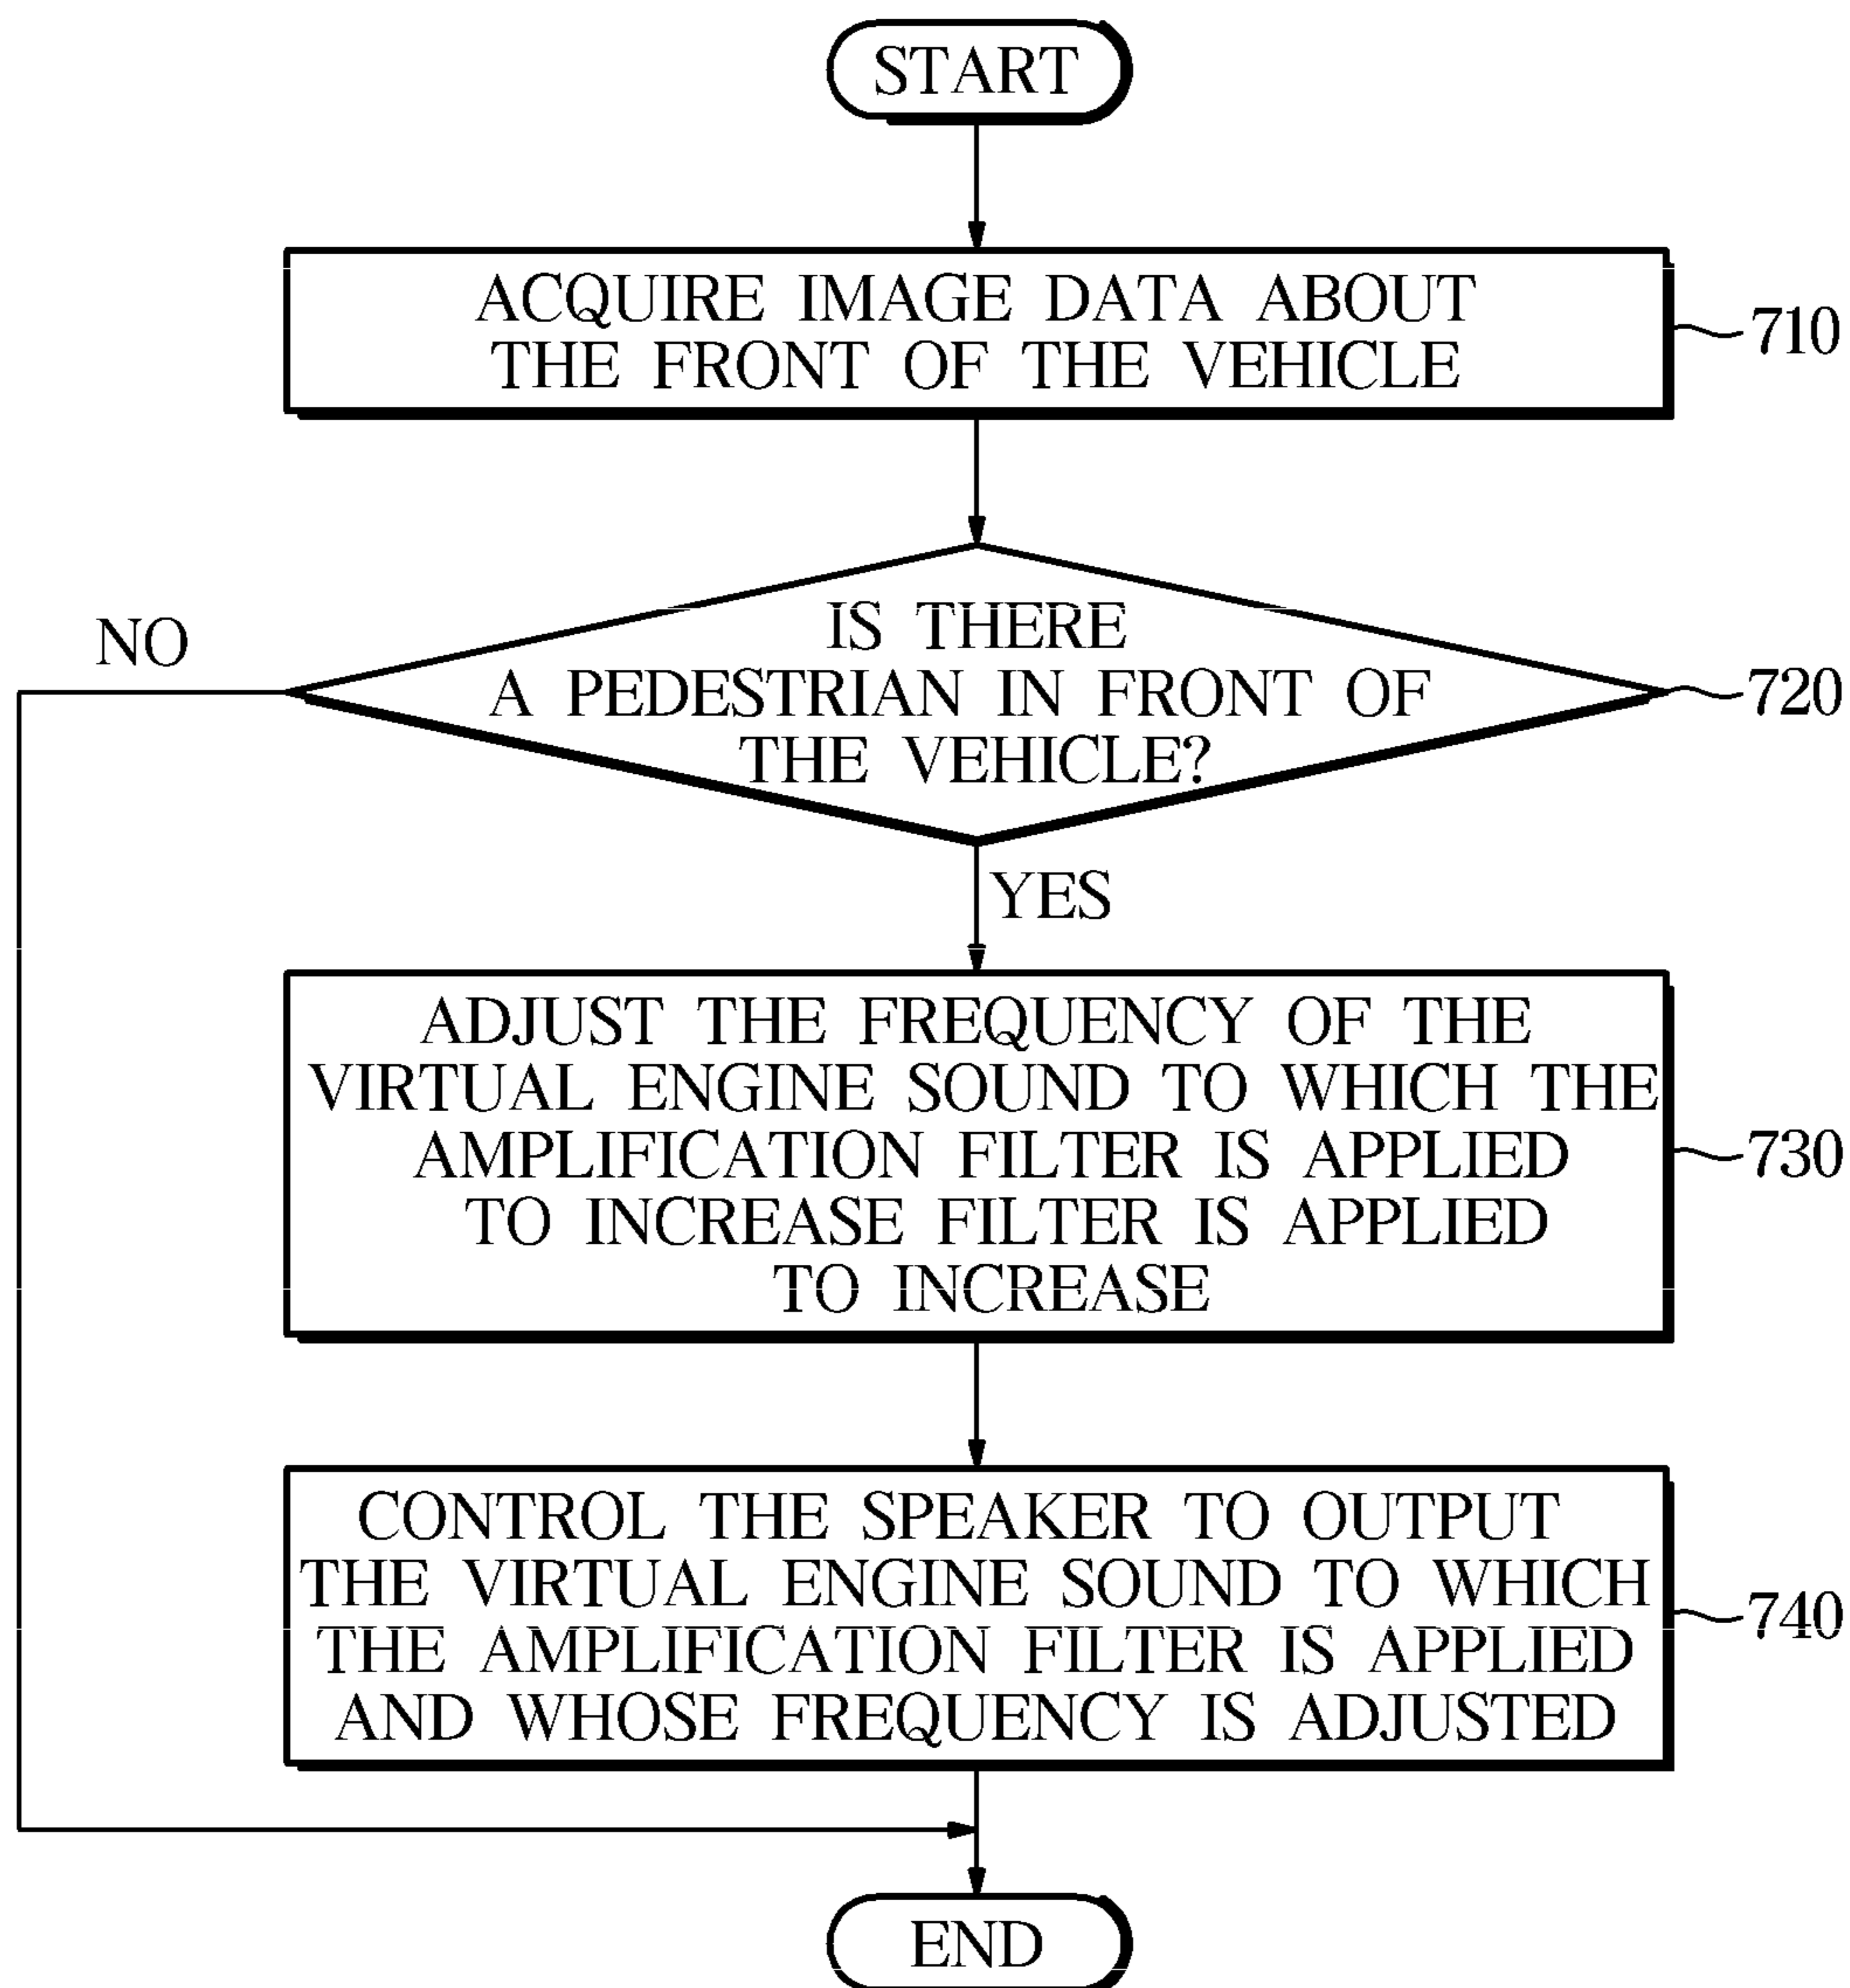 START
ACQUIRE IMAGE DATA ABOUT
THE FRONT OF THE VEHICLE
710
IS THERE
A PEDESTRIAN IN FRONT OF
THE VEHICLE?
720
NO
YES
ADJUST THE FREQUENCY OF THE
VIRTUAL ENGINE SOUND TO WHICH THE
AMPLIFICATION FILTER IS APPLIED
TO INCREASE FILTER IS APPLIED
TO INCREASE
730
CONTROL THE SPEAKER TO OUTPUT
THE VIRTUAL ENGINE SOUND TO WHICH
THE AMPLIFICATION FILTER IS APPLIED
AND WHOSE FREQUENCY IS ADJUSTED
740
END